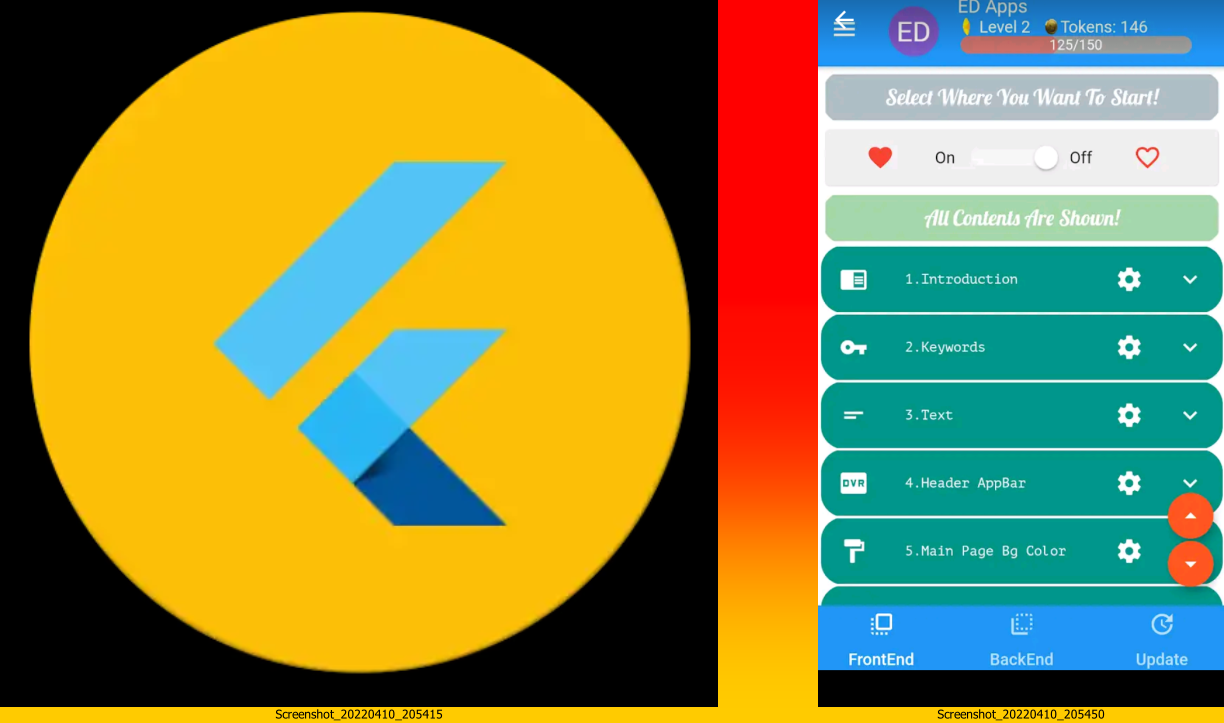 ED Apps
ED
Level 2 Tokens: 146
125/150
Select Where You Want To Start!
On Off
All Contents Are Shown!
1.Introduction
2.Keywords
3.Text
DVR
4.Header AppBar
5.Main Page Bg Color
FrontEnd BackEnd Update
Screenshot_20220410_205415
Screenshot_20220410_205450